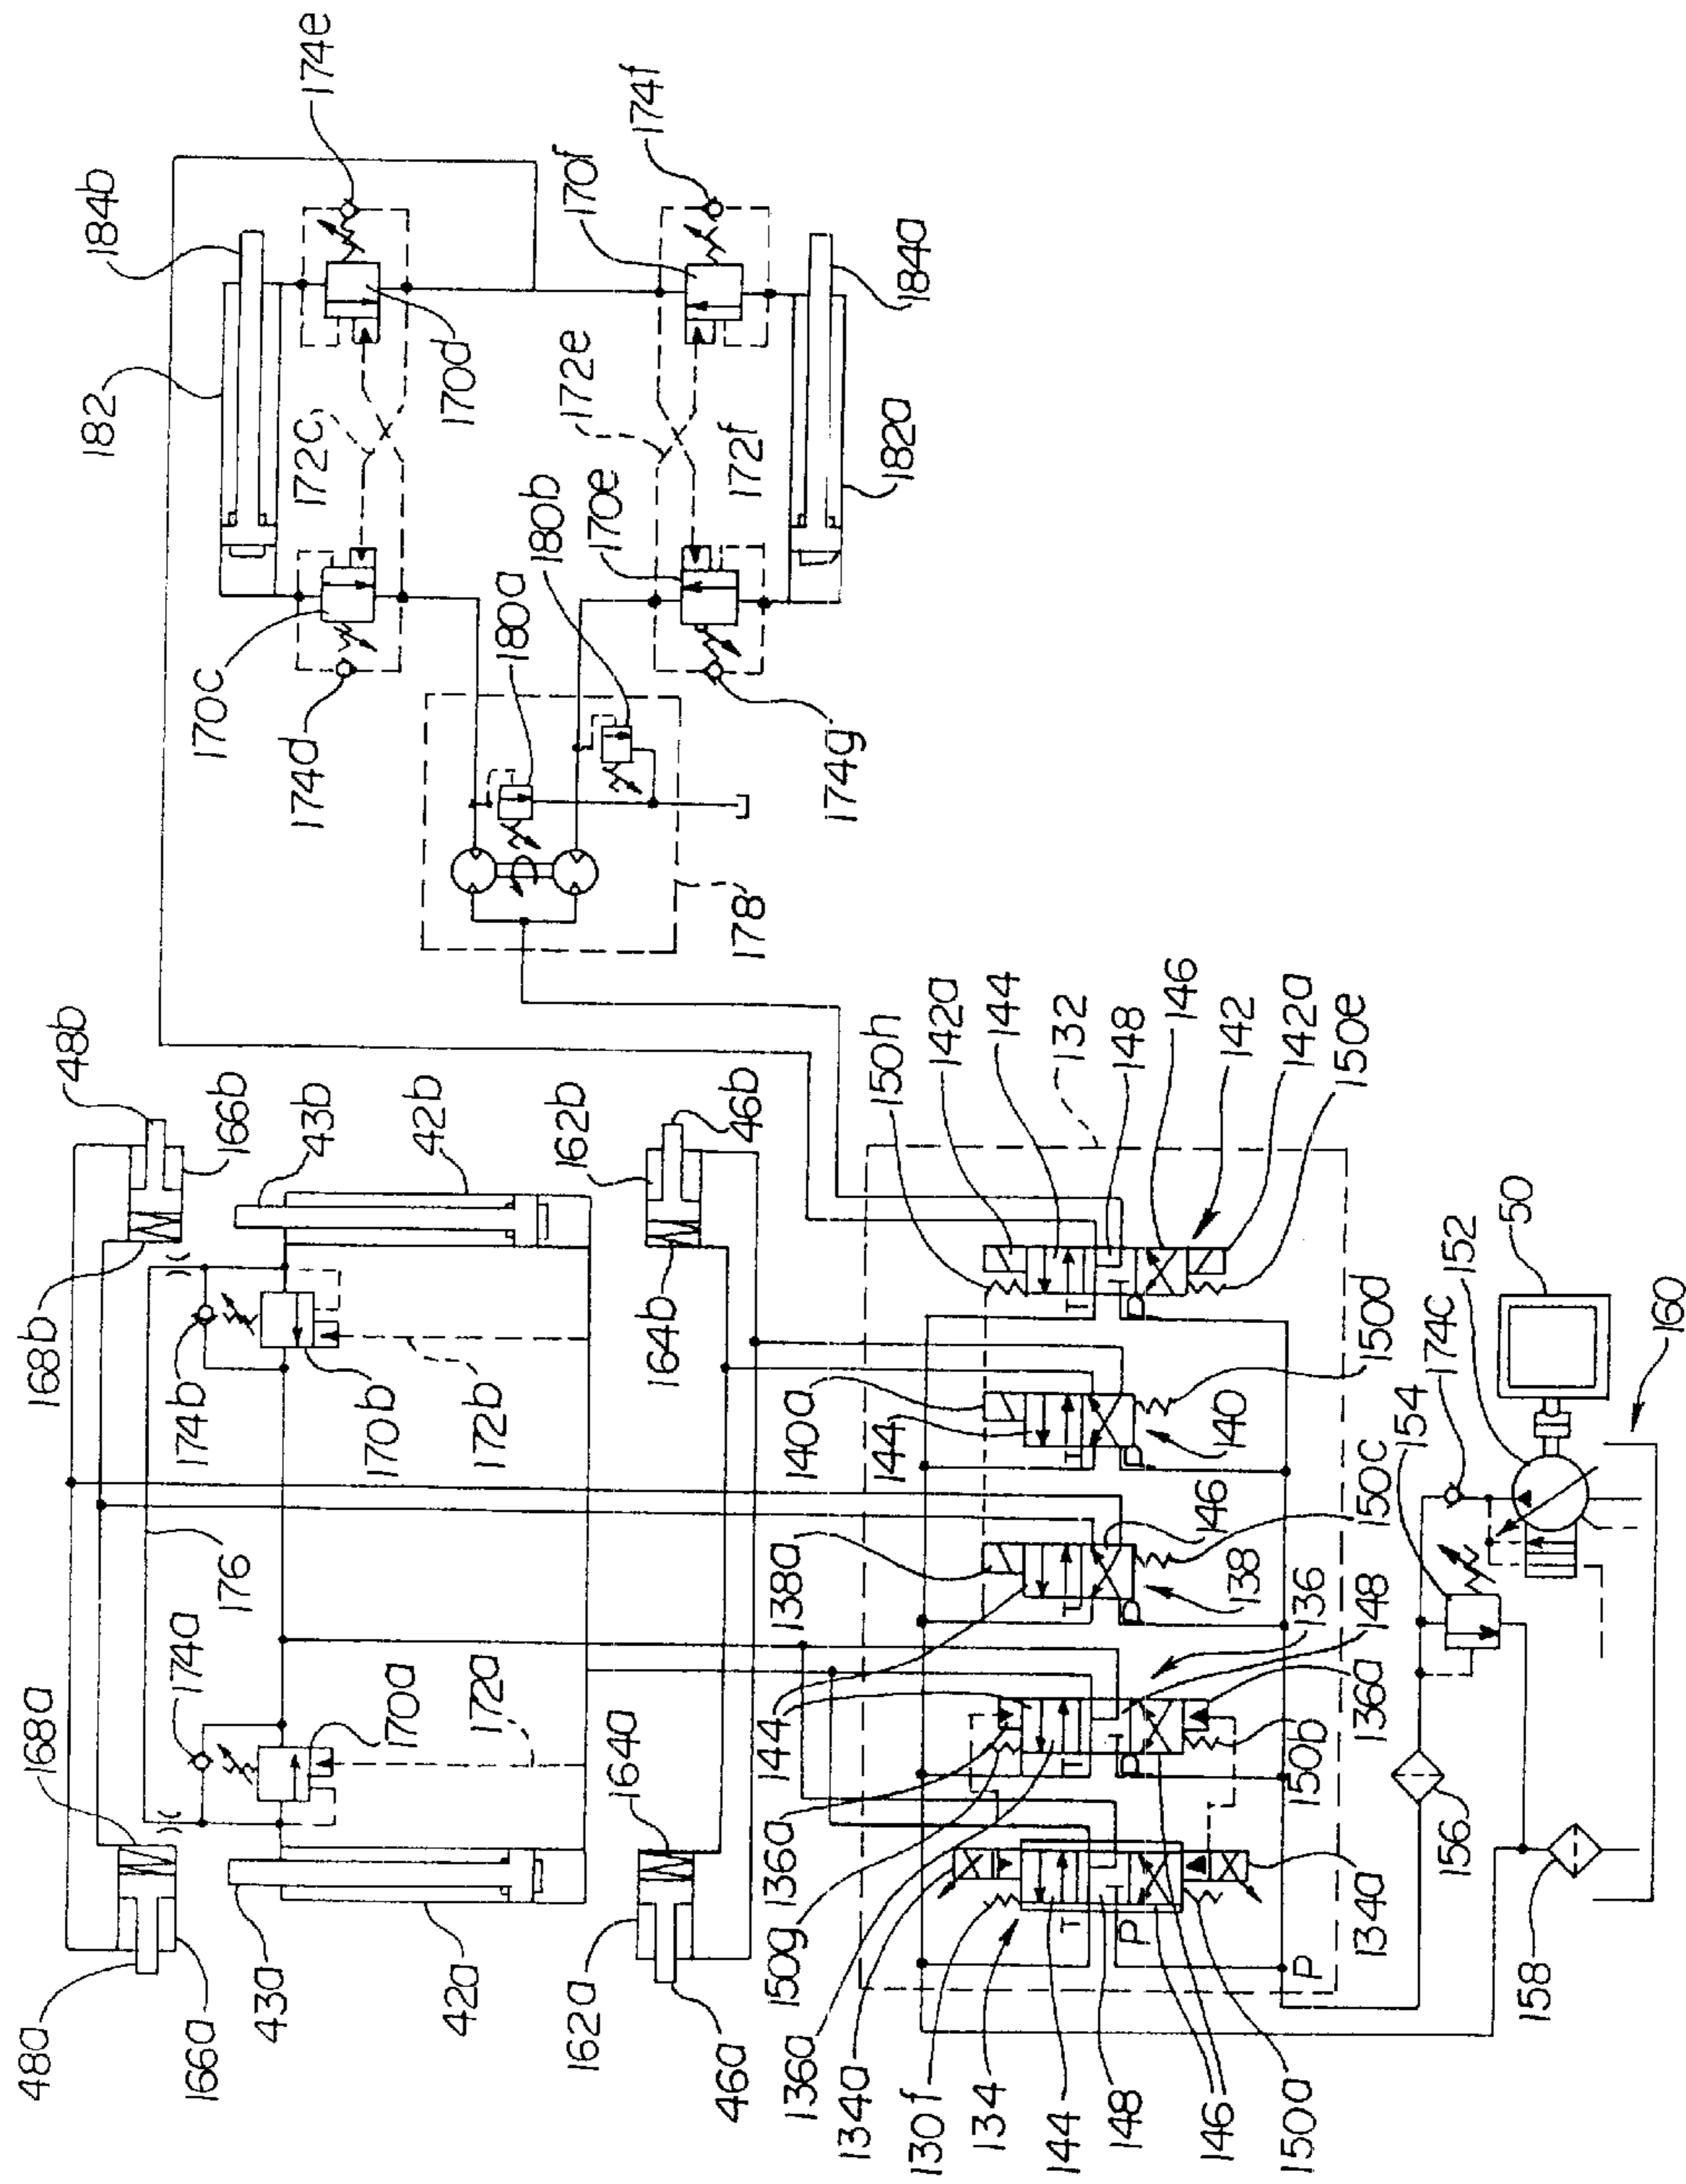 48a
166a
43a
42a
162a
46a
168a
174a
176
170a
172a
164a
168b
174b
170b
172b
164b
48b
166b
43b
42b
162b
46b
182
184b
174e
170c
174d
172c
170d
172e
170f
174f
180a
180b
170e
172f
174g
178
182a
184a
150g
136a
136a
134a
130f
134
144
148
146
150a
144
138a
144
140a
150h
142a
144
132
148
146
142
142a
150e
T
P
T
T
T
T
P
134a
150b
136a
148
136
138
146
150c
140
150d
154
174c
152
50
160
156
158